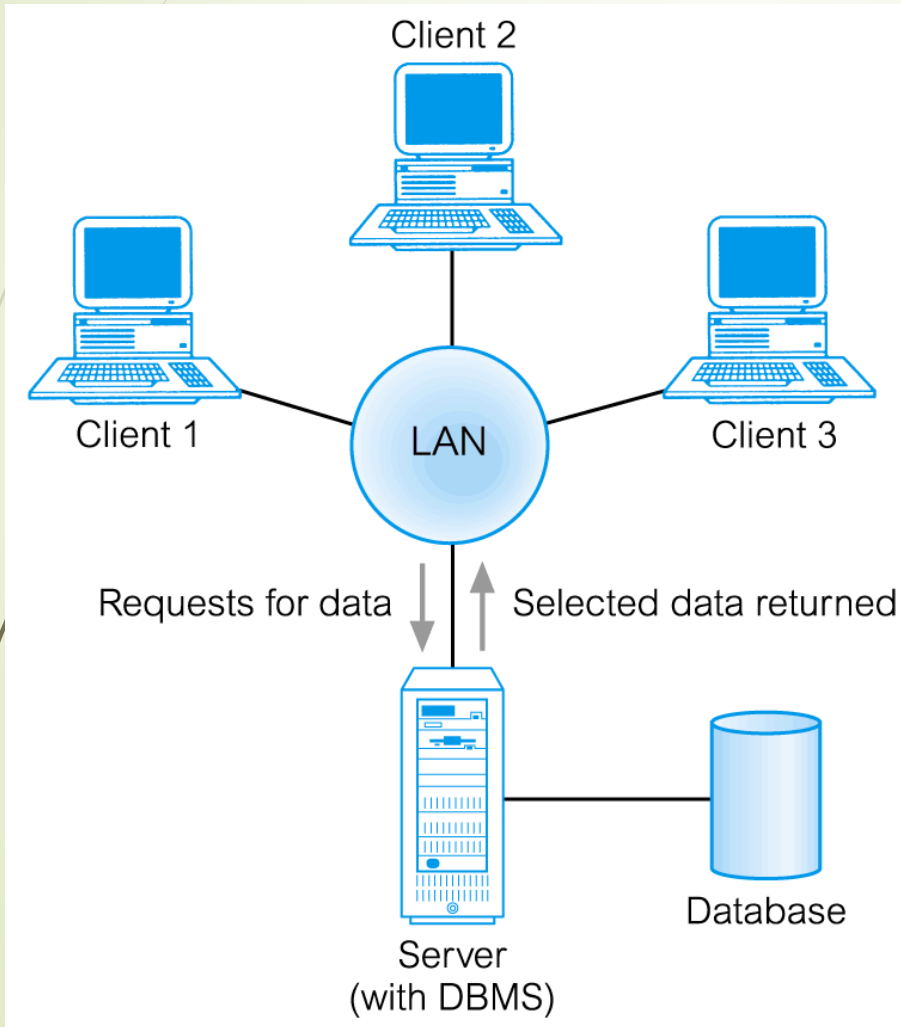 Client 2
Client 1
LAN
Client 3
Requests for data
Selected data returned
Database
Server
(with DBMS)